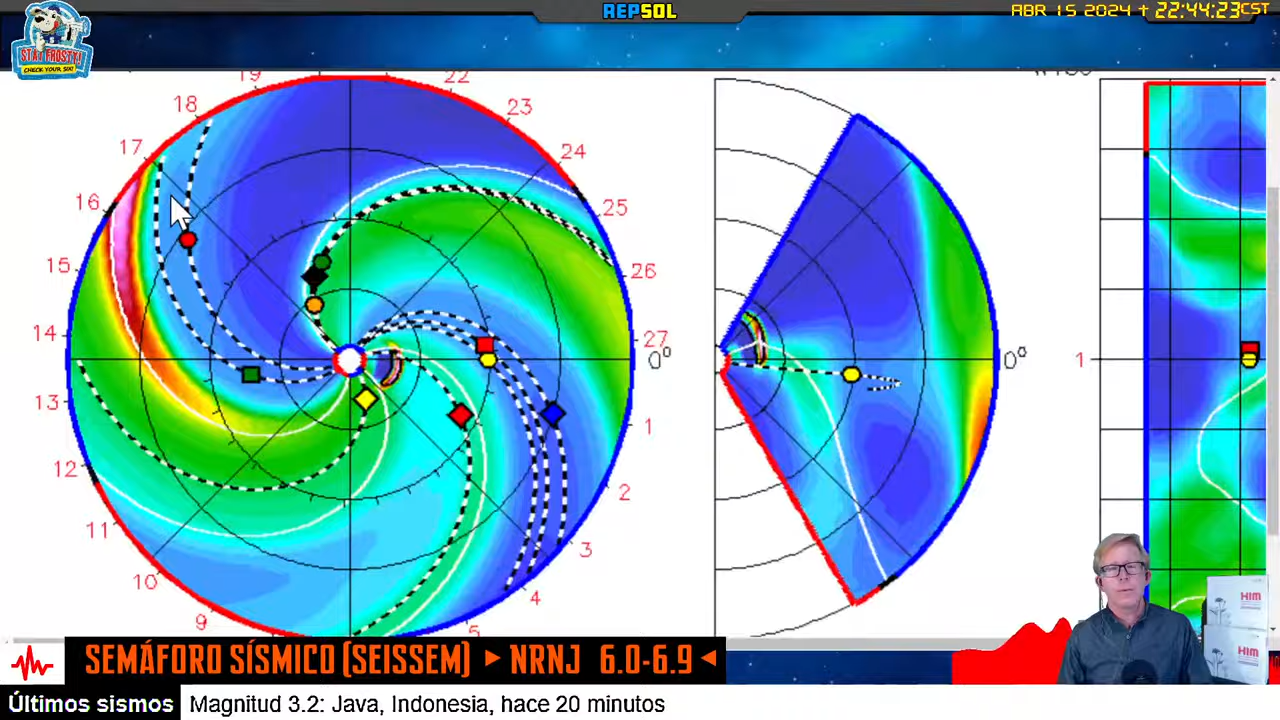 REPSOL
ABR 15 2024 22:44:23 CST
STAY FROSTY!
CHECK YOUR SIX!
19
22
18
23
17
24
16
25
15
26
14
27
0°
0°
1
13
1
12
2
11
3
10
4
9
5
HIM
HIM
SEMÁFORO SÍSMICO (SEISSEM) ▶ NRNJ 6.0-6.9 ◀
Últimos sismos
Magnitud 3.2: Java, Indonesia, hace 20 minutos